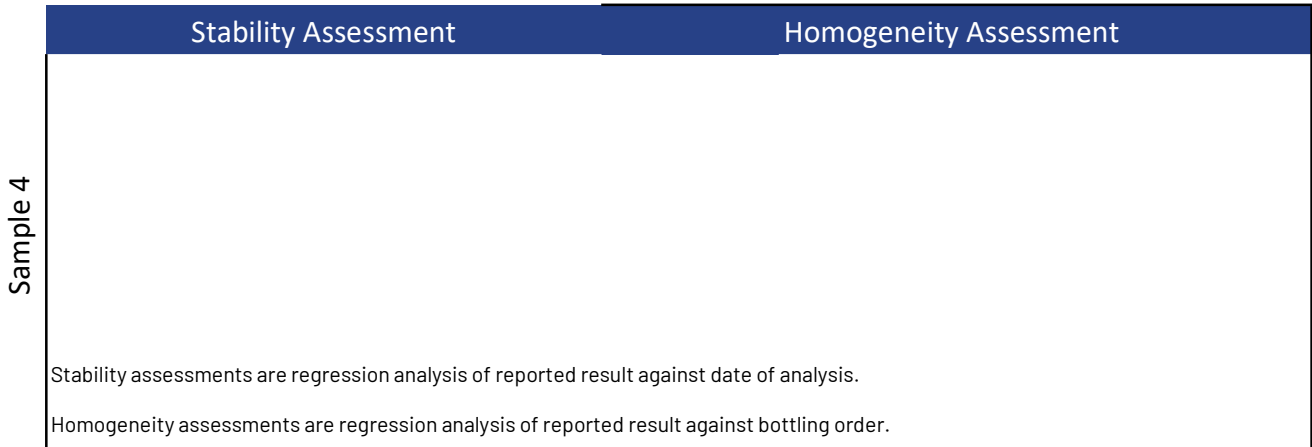 Stability Assessment
Homogeneity Assessment
Sample 4
Stability assessments are regression analysis of reported result against date of analysis.
Homogeneity assessments are regression analysis of reported result against bottling order.